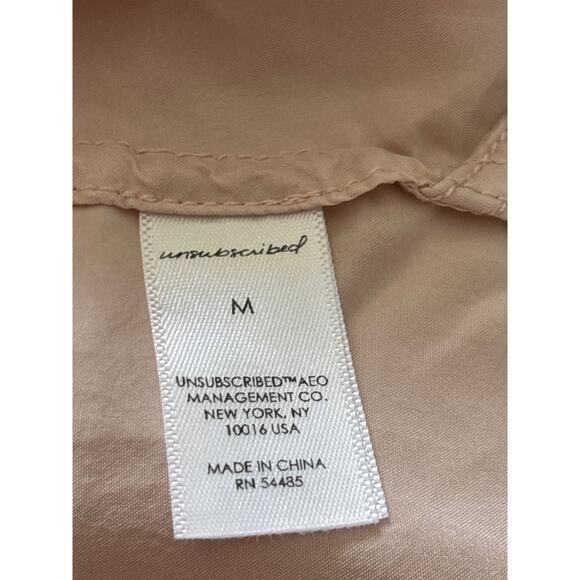 unsubscribed
M
UNSUBSCRIBED™AEO
MANAGEMENT CO.
NEW YORK, NY
10016 USA
MADE IN CHINA
RN 54485